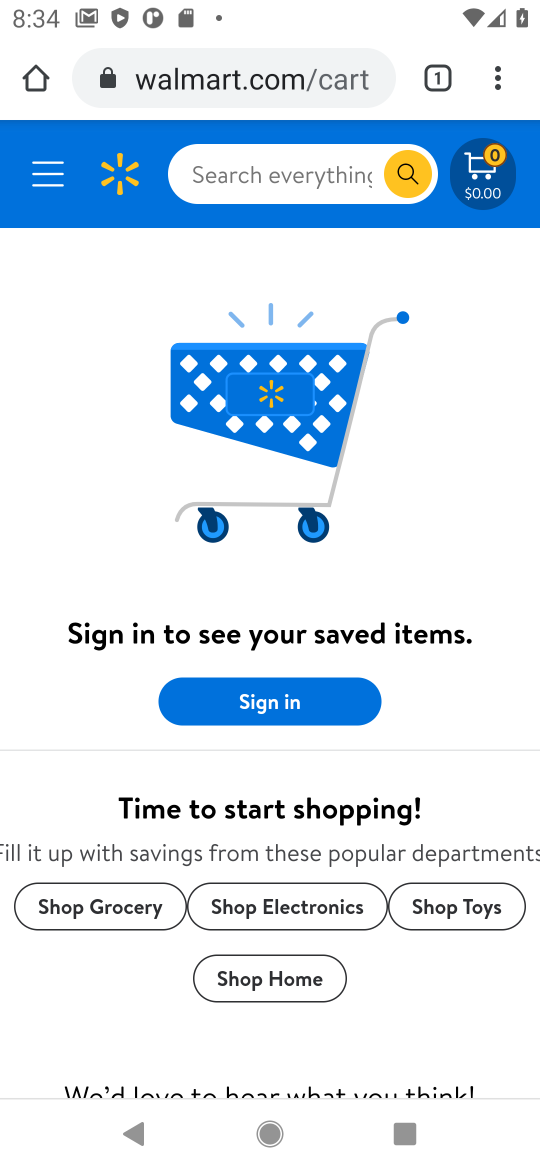 8:34
walmart.com/cart
1
Search everything
0
$0.00
Sign in to see your saved items.
Sign in
Time to start shopping!
Fill it up with savings from these popular departments
Shop Grocery
Shop Electronics
Shop Toys
Shop Home
We'd love to hear what you think!